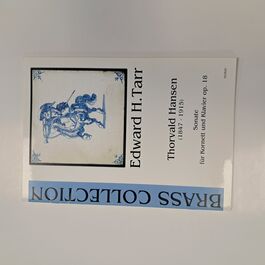 Edward H. Tarr
Thorvald Hansen
(1847 - 1915)
Sonate
für Kornett und Klavier op. 18
BRASS COLLECTION